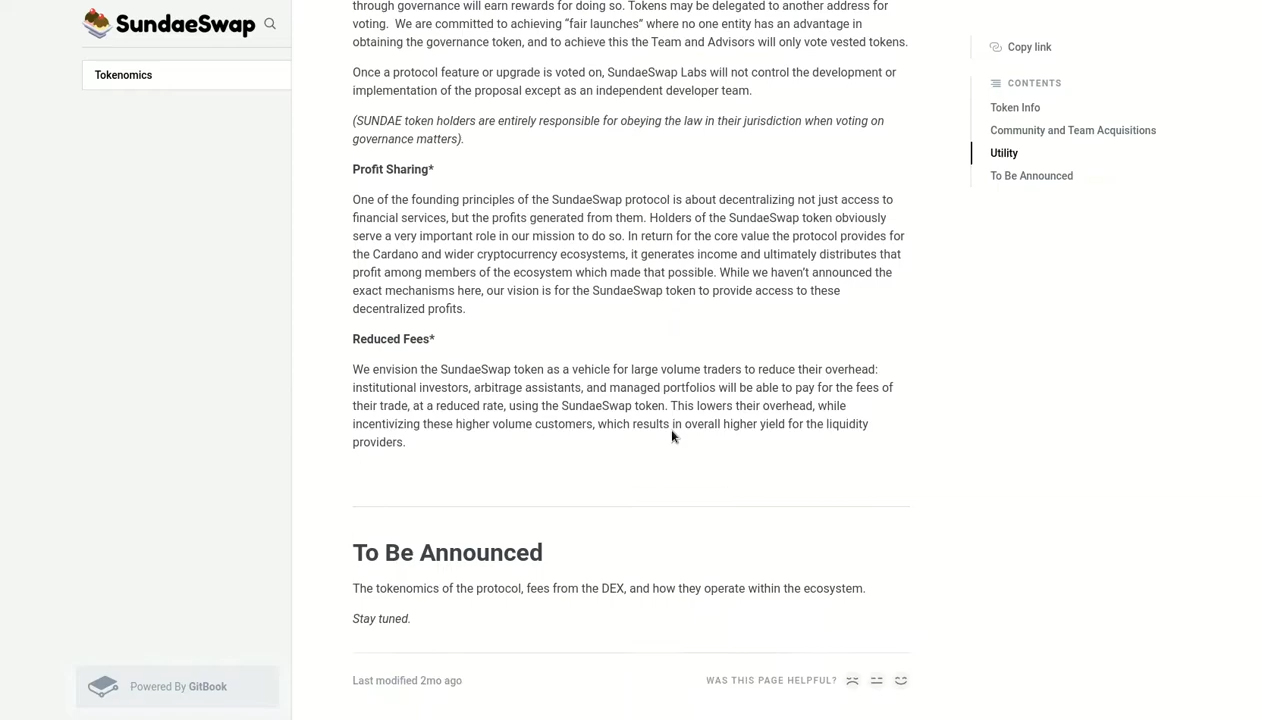 SundaeSwap
Tokenomics
through governance will earn rewards for doing so. Tokens may be delegated to another address for
voting.  We are committed to achieving “fair launches” where no one entity has an advantage in
obtaining the governance token, and to achieve this the Team and Advisors will only vote vested tokens.
Once a protocol feature or upgrade is voted on, SundaeSwap Labs will not control the development or
implementation of the proposal except as an independent developer team.
(SUNDAE token holders are entirely responsible for obeying the law in their jurisdiction when voting on
governance matters).
Profit Sharing*
One of the founding principles of the SundaeSwap protocol is about decentralizing not just access to
financial services, but the profits generated from them. Holders of the SundaeSwap token obviously
serve a very important role in our mission to do so. In return for the core value the protocol provides for
the Cardano and wider cryptocurrency ecosystems, it generates income and ultimately distributes that
profit among members of the ecosystem which made that possible. While we haven’t announced the
exact mechanisms here, our vision is for the SundaeSwap token to provide access to these
decentralized profits.
Reduced Fees*
We envision the SundaeSwap token as a vehicle for large volume traders to reduce their overhead:
institutional investors, arbitrage assistants, and managed portfolios will be able to pay for the fees of
their trade, at a reduced rate, using the SundaeSwap token. This lowers their overhead, while
incentivizing these higher volume customers, which results in overall higher yield for the liquidity
providers.
To Be Announced
The tokenomics of the protocol, fees from the DEX, and how they operate within the ecosystem.
Stay tuned.
Last modified 2mo ago
WAS THIS PAGE HELPFUL?
Powered By GitBook
Copy link
CONTENTS
Token Info
Community and Team Acquisitions
Utility
To Be Announced